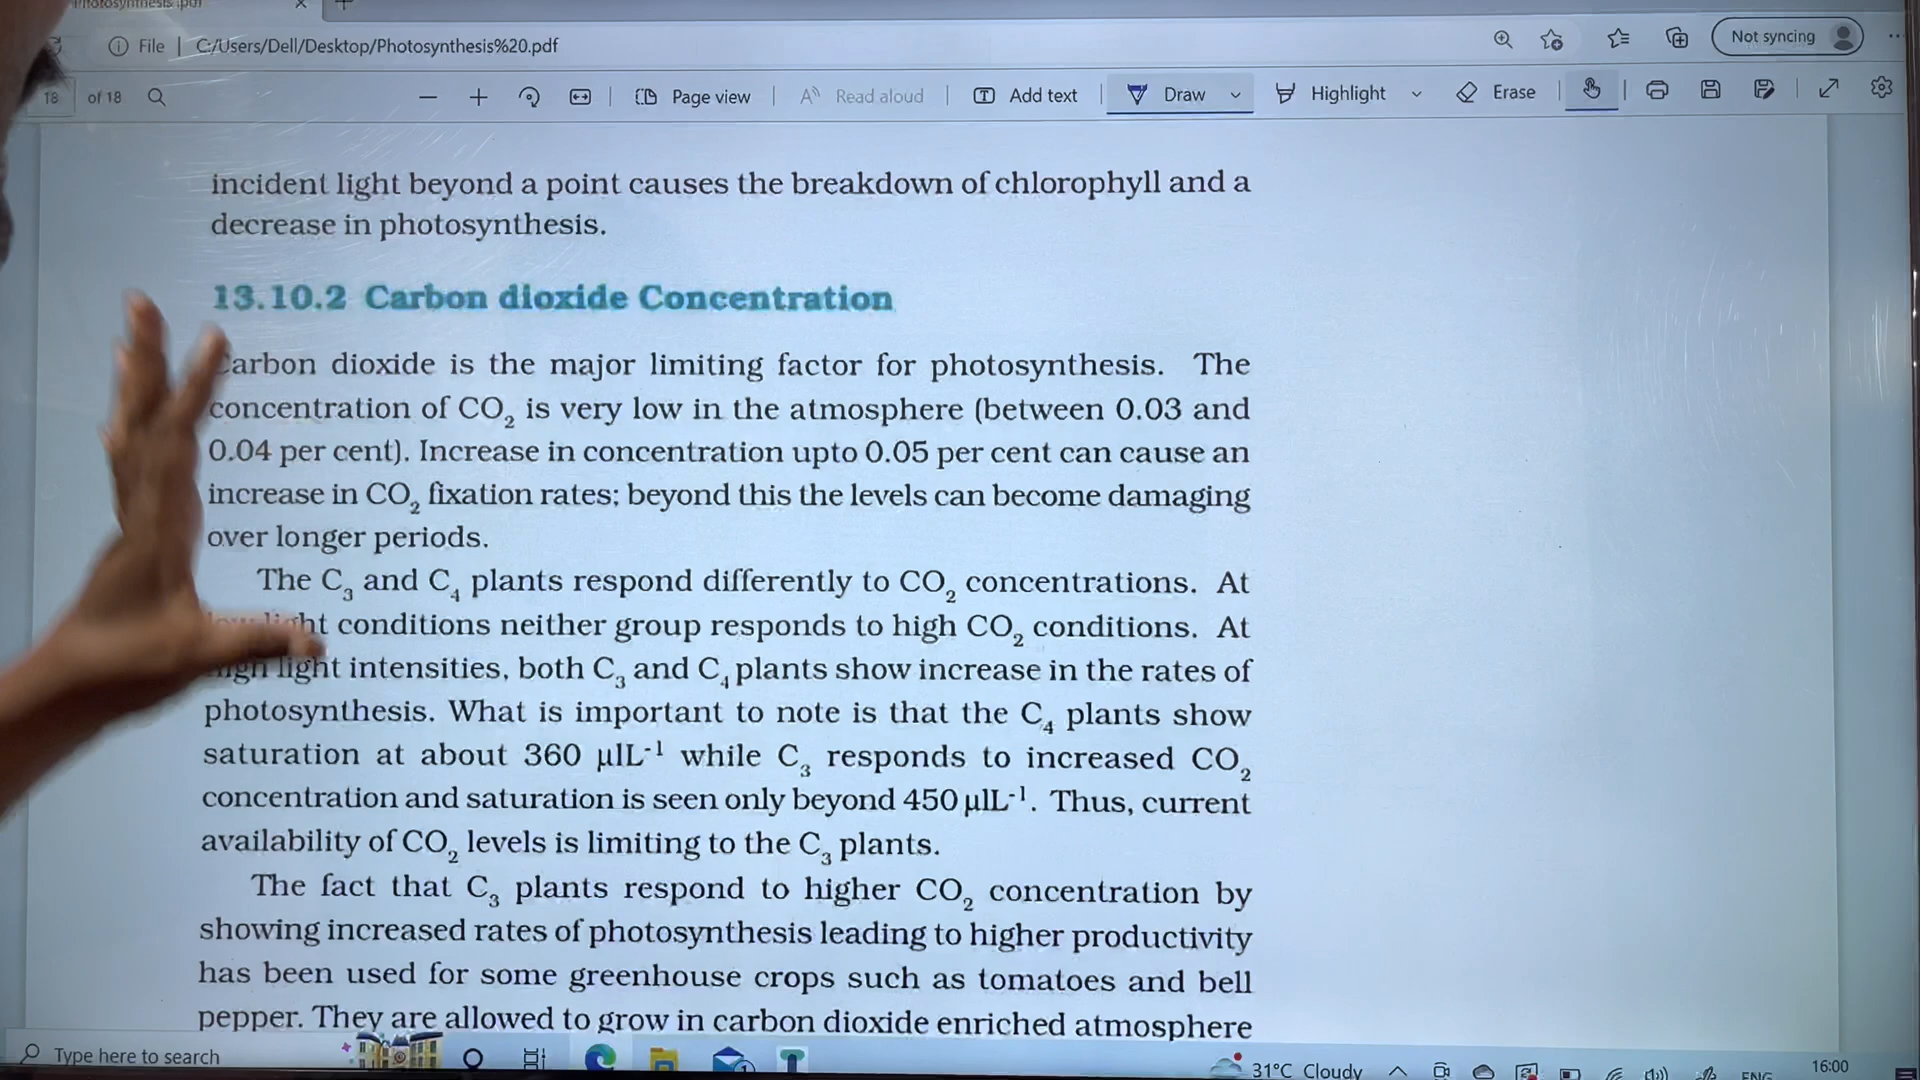 Photosynthesis .pdf
File C:/Users/Dell/Desktop/Photosynthesis%20.pdf Not syncing
18 of 18 Page view Read aloud Add text Draw Highlight Erase
incident light beyond a point causes the breakdown of chlorophyll and a
decrease in photosynthesis.
13.10.2 Carbon dioxide Concentration
Carbon dioxide is the major limiting factor for photosynthesis. The
concentration of CO₂ is very low in the atmosphere (between 0.03 and
0.04 per cent). Increase in concentration upto 0.05 per cent can cause an
increase in CO₂ fixation rates; beyond this the levels can become damaging
over longer periods.
The C₃ and C₄ plants respond differently to CO₂ concentrations. At
low light conditions neither group responds to high CO₂ conditions. At
high light intensities, both C₃ and C₄ plants show increase in the rates of
photosynthesis. What is important to note is that the C₄ plants show
saturation at about 360 µlL⁻¹ while C₃ responds to increased CO₂
concentration and saturation is seen only beyond 450 µlL⁻¹. Thus, current
availability of CO₂ levels is limiting to the C₃ plants.
The fact that C₃ plants respond to higher CO₂ concentration by
showing increased rates of photosynthesis leading to higher productivity
has been used for some greenhouse crops such as tomatoes and bell
pepper. They are allowed to grow in carbon dioxide enriched atmosphere
Type here to search 31°C Cloudy ENG 16:00